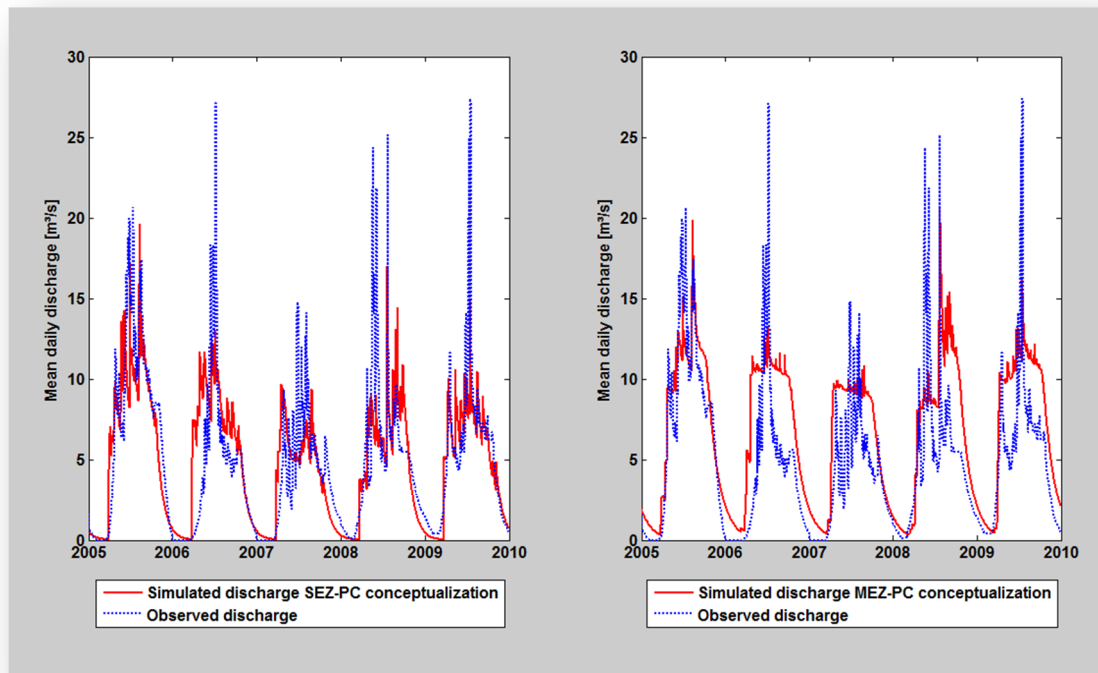 30
25
20
15
10
5
0
Mean daily discharge [m³/s]
2005 2006 2007 2008 2009 2010
Simulated discharge SEZ-PC conceptualization
Observed discharge
30
25
20
15
10
5
0
Mean daily discharge [m³/s]
2005 2006 2007 2008 2009 2010
Simulated discharge MEZ-PC conceptualization
Observed discharge